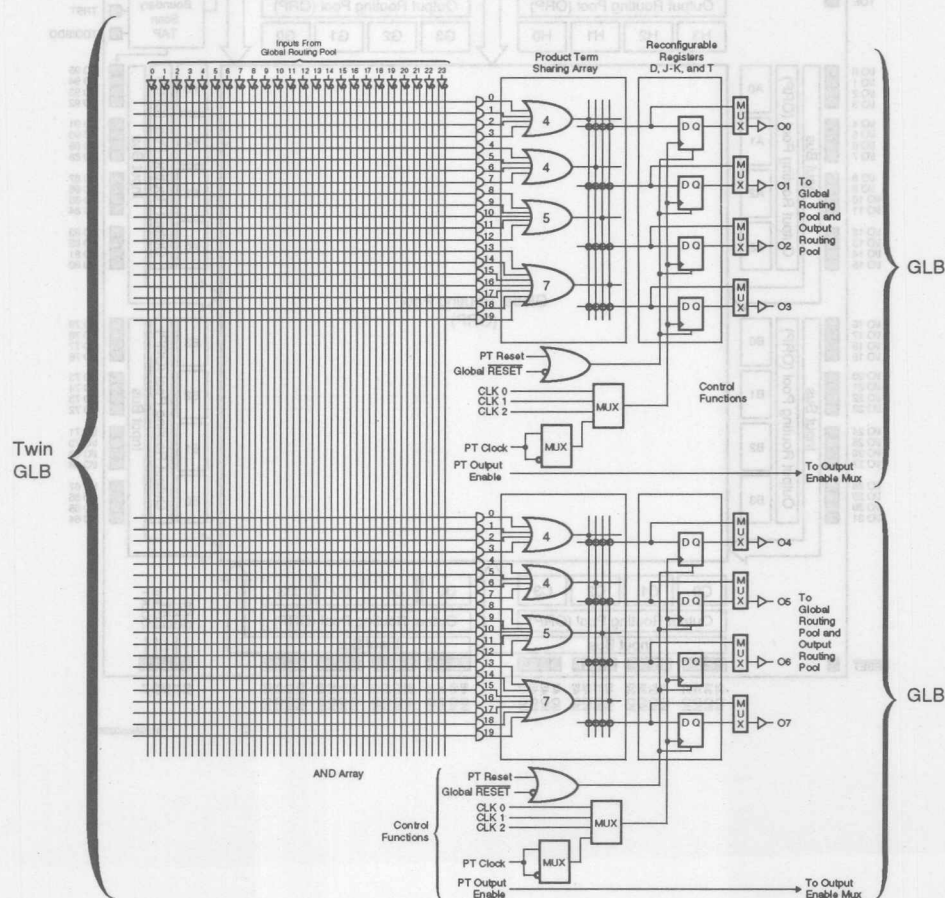 Inputs From
Global Routing Pool
0 1 2 3 4 5 6 7 8 9 10 11 12 13 14 15 16 17 18 19 20 21 22 23
Product Term
Sharing Array
Reconfigurable
Registers
D, J-K, and T
0
1
2
3
4
5
6
7
8
9
10
11
12
13
14
15
16
17
18
19
4
4
5
7
D Q
D Q
D Q
D Q
MUX
MUX
MUX
MUX
O0
O1
O2
O3
To
Global
Routing
Pool and
Output
Routing
Pool
GLB
PT Reset
Global RESET
CLK 0
CLK 1
CLK 2
MUX
PT Clock
MUX
Control
Functions
PT Output
Enable
To Output
Enable Mux
Twin
GLB
0
1
2
3
4
5
6
7
8
9
10
11
12
13
14
15
16
17
18
19
4
4
5
7
D Q
D Q
D Q
D Q
MUX
MUX
MUX
MUX
O4
O5
O6
O7
To
Global
Routing
Pool and
Output
Routing
Pool
GLB
AND Array
Control
Functions
PT Reset
Global RESET
CLK 0
CLK 1
CLK 2
MUX
PT Clock
MUX
PT Output
Enable
To Output
Enable Mux